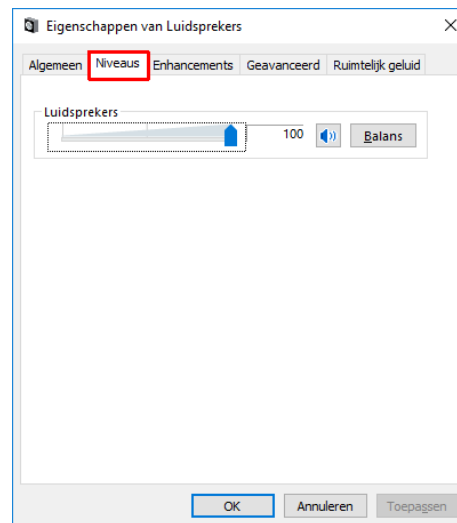 Eigenschappen van Luidsprekers
Algemeen Niveaus Enhancements Geavanceerd Ruimtelijk geluid
Luidsprekers
100 Balans
OK Annuleren Toepassen